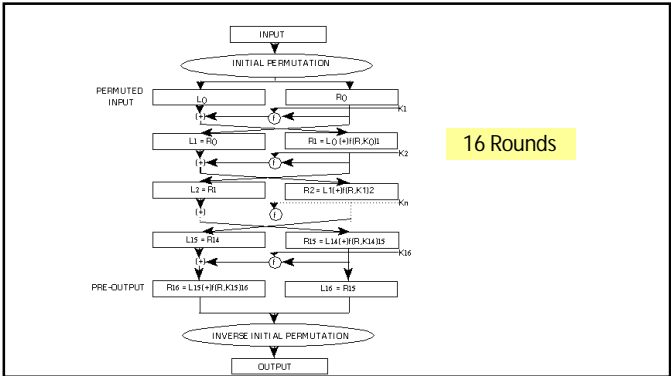 INPUT
INITIAL PERMUTATION
PERMUTED
INPUT
L0
R0
K1
(+)
f
L1 = R0
R1 = L0 (+)f(R,K0)1
16 Rounds
K2
(+)
f
L2 = R1
R2 = L1(+)f(R,K1)2
Kn
(+)
f
L15 = R14
R15 = L14(+)f(R,K14)15
K16
(+)
f
PRE-OUTPUT
R16 = L15(+)f(R,K15)16
L16 = R15
INVERSE INITIAL PERMUTATION
OUTPUT